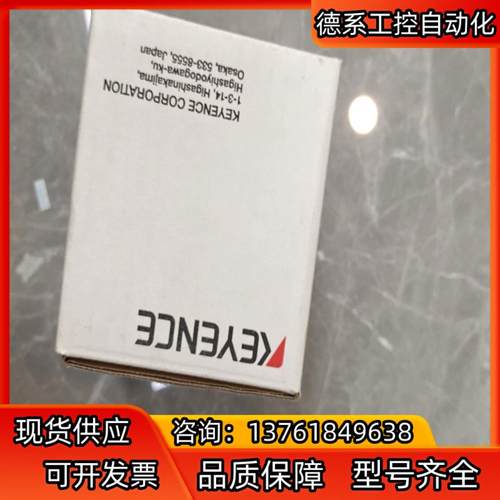 德系工控自动化
KEYENCE CORPORATION
1-3-14, Higashinakajima,
Higashiyodogawa-ku,
Osaka, 533-8555, Japan
KEYENCE
现货供应
咨询：13761849638
可开发票
品质保障
型号齐全